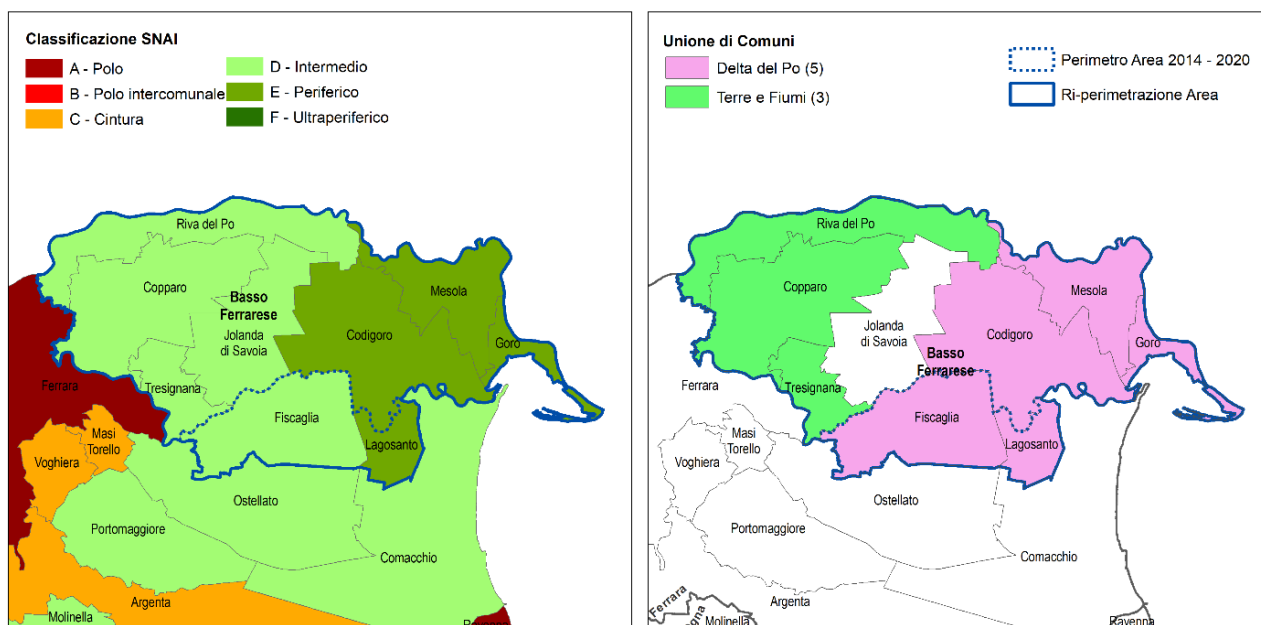 Classificazione SNAI
A - Polo
B - Polo intercomunale
C - Cintura
D - Intermedio
E - Periferico
F - Ultraperiferico
Riva del Po
Copparo
Basso
Ferrarese
Jolanda
di Savoia
Mesola
Codigoro
Goro
Ferrara
Tresignana
Fiscaglia
Lagosanto
Masi
Torello
Voghiera
Ostellato
Portomaggiore
Comacchio
Argenta
Molinella
Unione di Comuni
Delta del Po (5)
Terre e Fiumi (3)
Perimetro Area 2014 - 2020
Ri-perimetrazione Area
Riva del Po
Copparo
Mesola
Jolanda
di Savoia
Codigoro
Goro
Basso
Ferrarese
Ferrara
Tresignana
Fiscaglia
Lagosanto
Masi
Torello
Voghiera
Ostellato
Portomaggiore
Comacchio
Argenta
Ferrara
Molinella
Ravenna